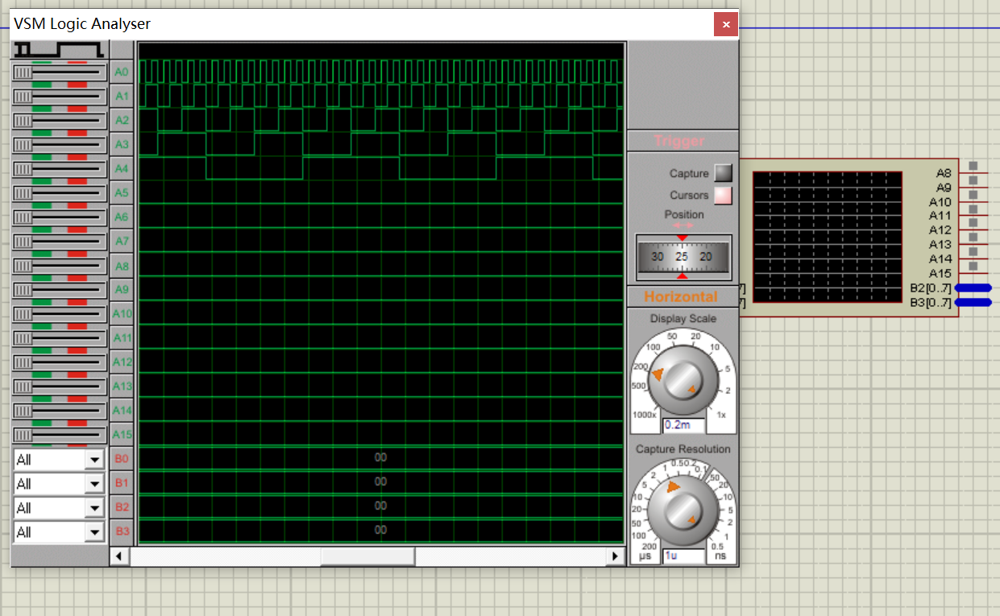 VSM Logic Analyser
x
A0
A1
A2
A3
A4
A5
A6
A7
A8
A9
A10
A11
A12
A13
A14
A15
All B0 00
All B1 00
All B2 00
All B3 00
Trigger
Capture
Cursors
Position
30 25 20
Horizontal
Display Scale
50 20
100 10
200 5
500 2
1000x 1x
0.2m
Capture Resolution
1 0.5 0.2 0.1
2 50
5 20
10 10
20 5
50 2
100 1
200 0.5
µs ns
1u
A8
A9
A10
A11
A12
A13
A14
A15
7] B2[0..7]
7] B3[0..7]